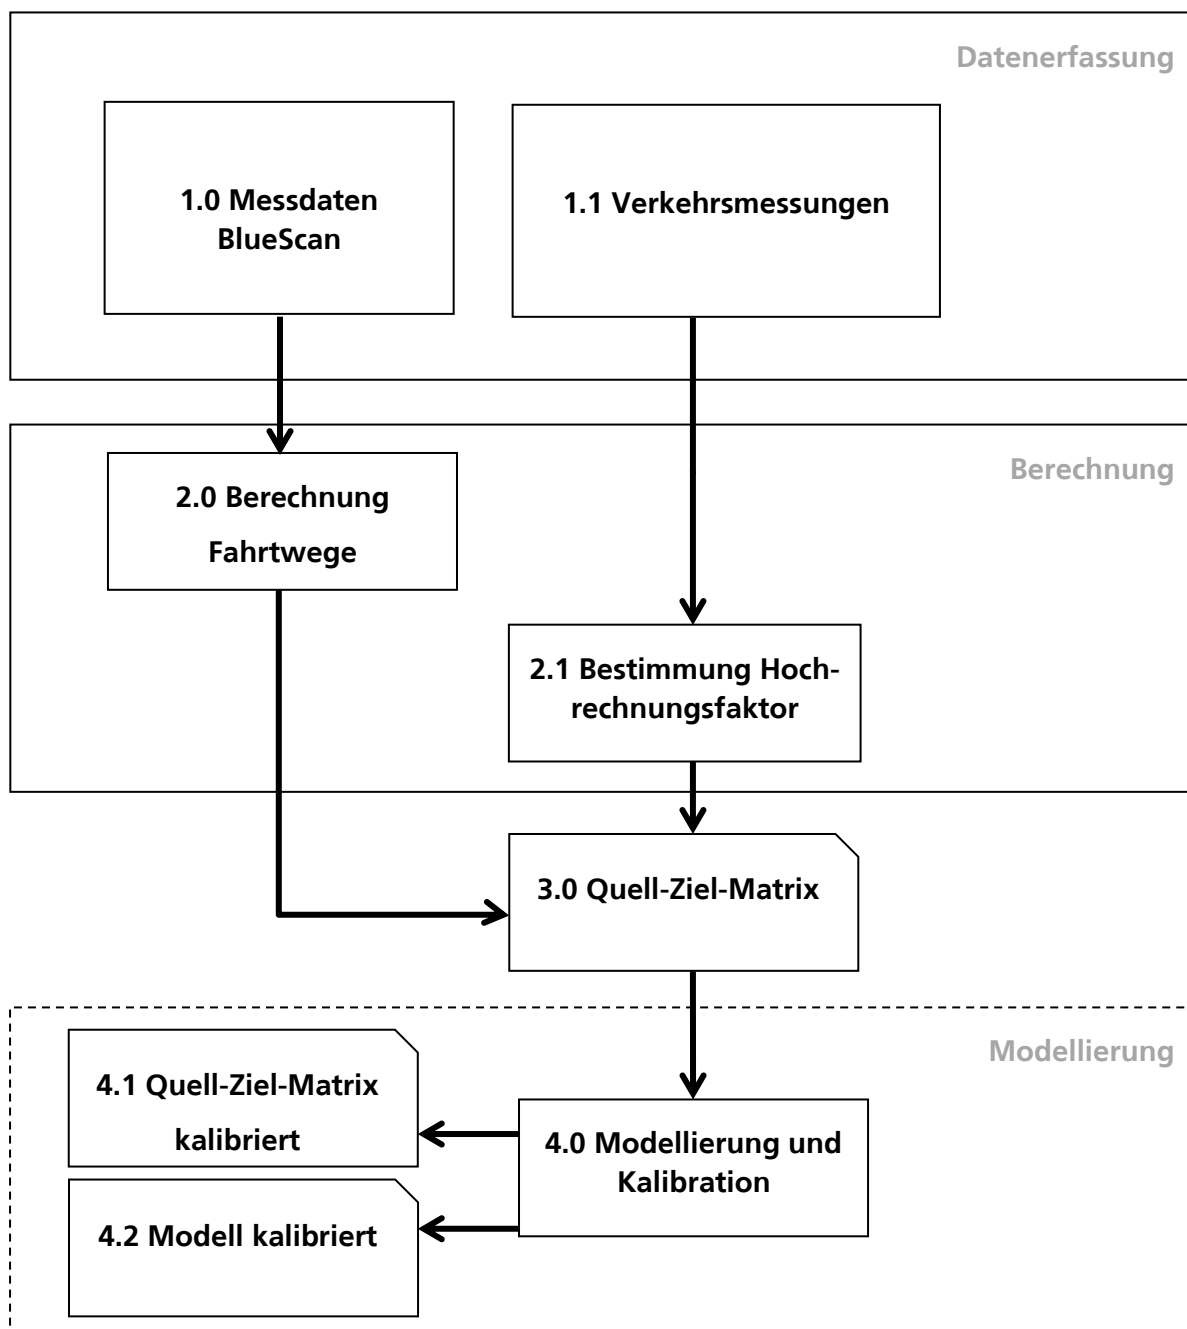 Datenerfassung
1.0 Messdaten
BlueScan
1.1 Verkehrsmessungen
Berechnung
2.0 Berechnung
Fahrtwege
2.1 Bestimmung Hoch-
rechnungsfaktor
3.0 Quell-Ziel-Matrix
Modellierung
4.1 Quell-Ziel-Matrix
kalibriert
4.0 Modellierung und
Kalibration
4.2 Modell kalibriert